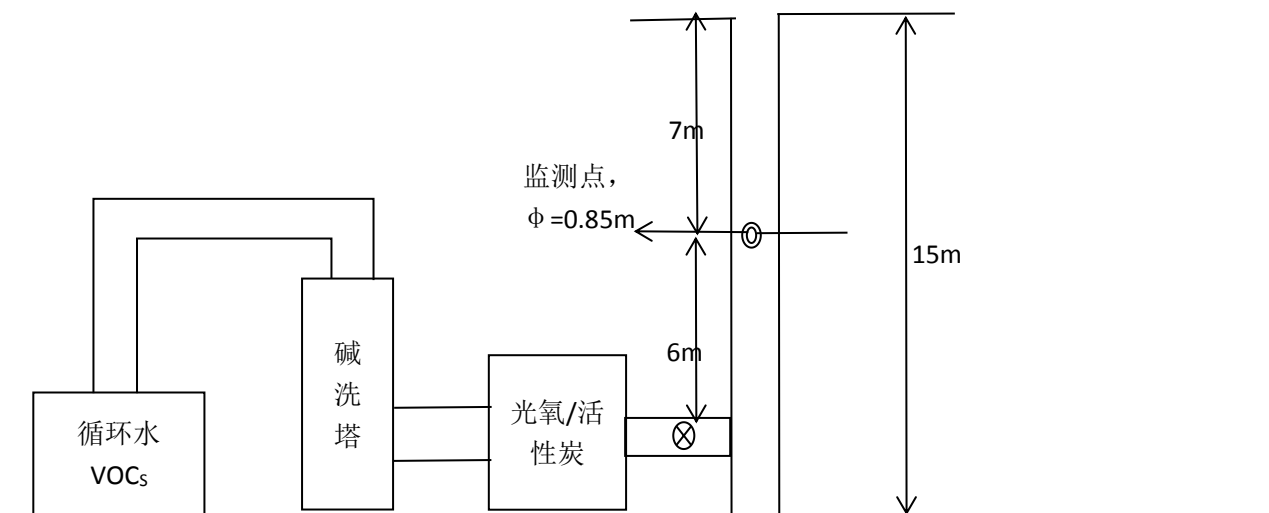 7m
监测点，
φ=0.85m
15m
碱
洗
塔
6m
光氧/活
性炭
循环水
VOCs